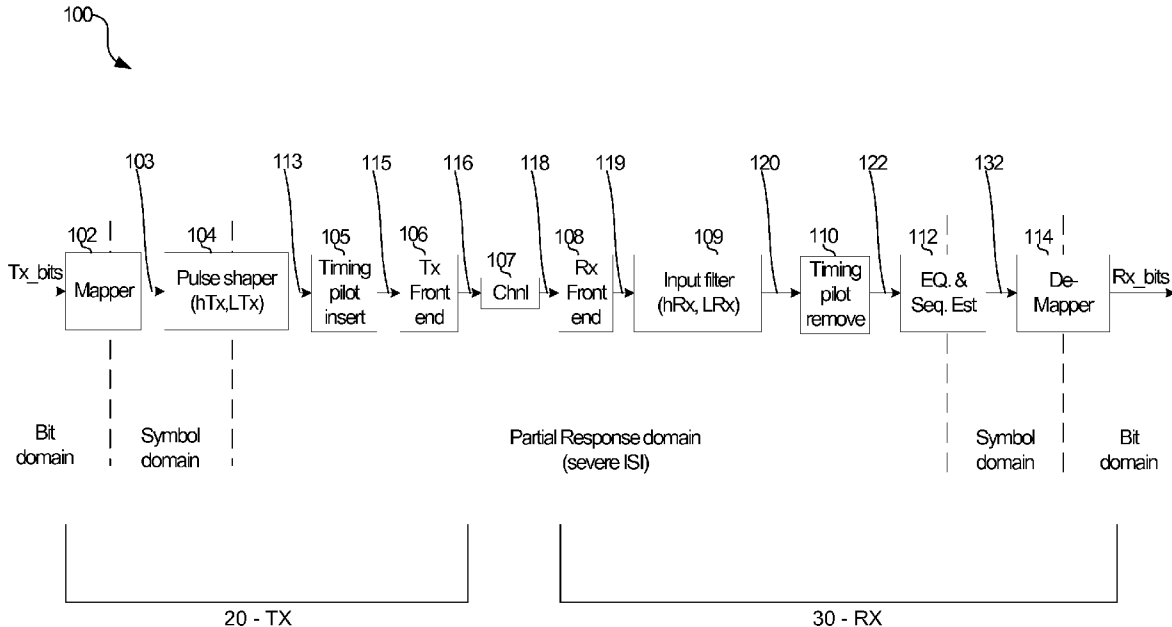 100
103
113
115
116
118
119
120
122
132
102
104
105
106
107
108
109
110
112
114
Tx_bits
Mapper
Pulse shaper
(hTx,LTx)
Timing
pilot
insert
Tx
Front
end
Chnl
Rx
Front
end
Input filter
(hRx, LRx)
Timing
pilot
remove
EQ. &
Seq. Est
De-
Mapper
Rx_bits
Bit
domain
Symbol
domain
Partial Response domain
(severe ISI)
Symbol
domain
Bit
domain
20 - TX
30 - RX